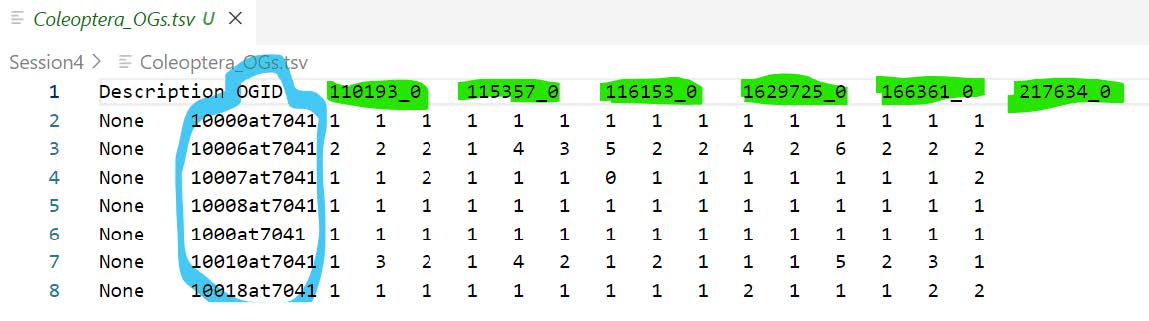 Coleoptera_OGs.tsv U
Session4 > Coleoptera_OGs.tsv
1 Description OGID 110193_0 115357_0 116153_0 1629725_0 166361_0 217634_0
2 None 10000at7041 1 1 1 1 1 1 1 1 1 1 1 1 1 1 1
3 None 10006at7041 2 2 2 1 4 3 5 2 2 4 2 6 2 2 2
4 None 10007at7041 1 1 2 1 1 1 0 1 1 1 1 1 1 1 2
5 None 10008at7041 1 1 1 1 1 1 1 1 1 1 1 1 1 1 1
6 None 1000at7041 1 1 1 1 1 1 1 1 1 1 1 1 1 1 1
7 None 10010at7041 1 3 2 1 4 2 1 2 1 1 1 5 2 3 1
8 None 10018at7041 1 1 1 1 1 1 1 1 1 2 1 1 1 2 2